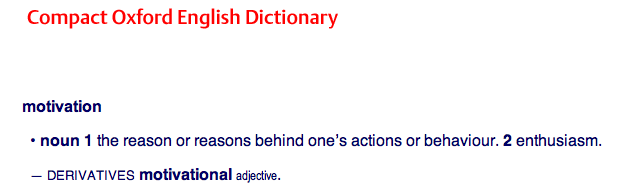 Compact Oxford English Dictionary
motivation
• noun 1 the reason or reasons behind one’s actions or behaviour. 2 enthusiasm.
— DERIVATIVES motivational adjective.